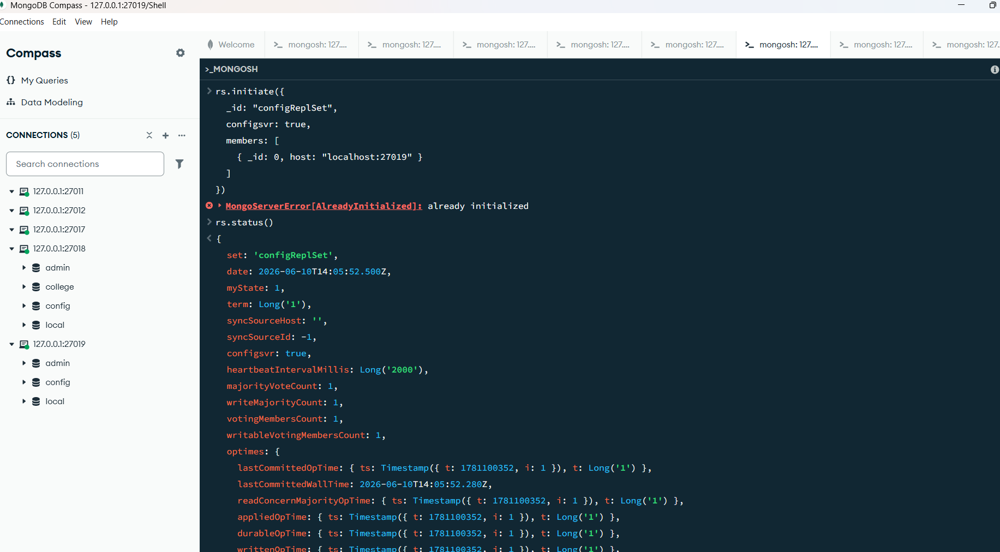 MongoDB Compass - 127.0.0.1:27019/Shell
Connections Edit View Help
Compass
My Queries
Data Modeling
CONNECTIONS (5)
Search connections
127.0.0.1:27011
127.0.0.1:27012
127.0.0.1:27017
127.0.0.1:27018
admin
college
config
local
127.0.0.1:27019
admin
config
local
Welcome >_ mongosh: 127.... >_ mongosh: 127.... >_ mongosh: 127.... >_ mongosh: 127.... >_ mongosh: 127.... >_ mongosh: 127.... >_ mongosh: 127.... >_ mongosh: 127..
>_MONGOSH
> rs.initiate({
_id: "configReplSet",
configsvr: true,
members: [
{ _id: 0, host: "localhost:27019" }
]
})
MongoServerError[AlreadyInitialized]: already initialized
> rs.status()
< {
set: 'configReplSet',
date: 2026-06-10T14:05:52.500Z,
myState: 1,
term: Long('1'),
syncSourceHost: '',
syncSourceId: -1,
configsvr: true,
heartbeatIntervalMillis: Long('2000'),
majorityVoteCount: 1,
writeMajorityCount: 1,
votingMembersCount: 1,
writableVotingMembersCount: 1,
optimes: {
lastCommittedOpTime: { ts: Timestamp({ t: 1781100352, i: 1 }), t: Long('1') },
lastCommittedWallTime: 2026-06-10T14:05:52.280Z,
readConcernMajorityOpTime: { ts: Timestamp({ t: 1781100352, i: 1 }), t: Long('1') },
appliedOpTime: { ts: Timestamp({ t: 1781100352, i: 1 }), t: Long('1') },
durableOpTime: { ts: Timestamp({ t: 1781100352, i: 1 }), t: Long('1') },
writtenOpTime: { ts: Timestamp({ t: 1781100352, i: 1 }), t: Long('1') },